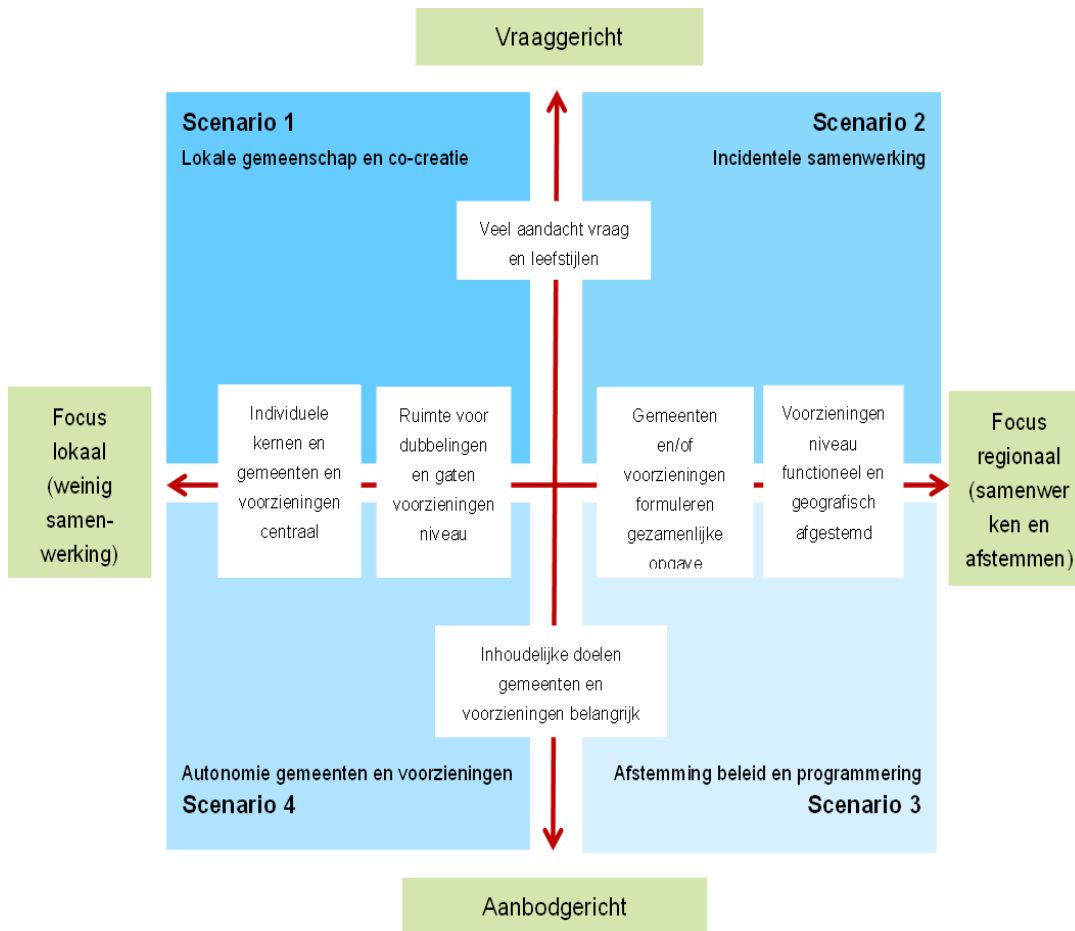 Vraaggericht
Scenario 1
Lokale gemeenschap en co-creatie
Scenario 2
Incidentele samenwerking
Veel aandacht vraag
en leefstijlen
Focus
lokaal
(weinig
samen-
werking)
Individuele
kernen en
gemeenten en
voorzieningen
centraal
Ruimte voor
dubbelingen
en gaten
voorzieningen
niveau
Gemeenten
en/of
voorzieningen
formuleren
gezamenlijke
opgave
Voorzieningen
niveau
functioneel en
geografisch
afgestemd
Focus
regionaal
(samenwer
ken en
afstemmen)
Inhoudelijke doelen
gemeenten en
voorzieningen belangrijk
Autonomie gemeenten en voorzieningen
Scenario 4
Afstemming beleid en programmering
Scenario 3
Aanbodgericht